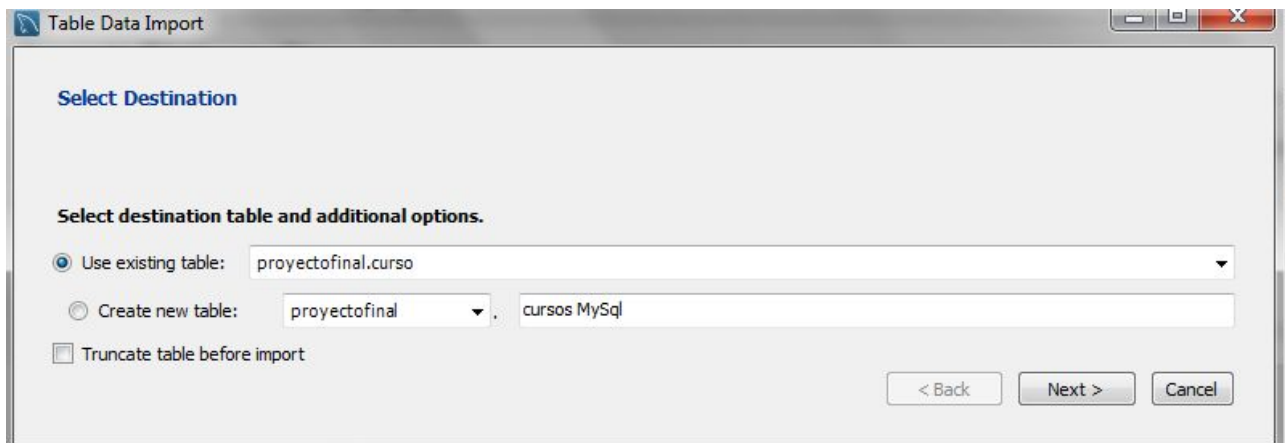 Table Data Import
Select Destination
Select destination table and additional options.
Use existing table: proyectofinal.curso
Create new table: proyectofinal . cursos MySql
Truncate table before import
< Back Next > Cancel